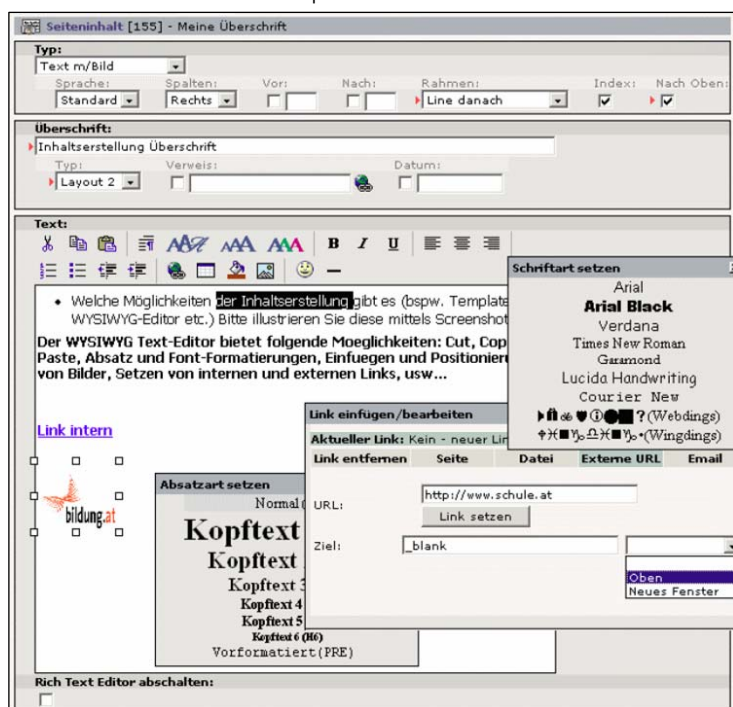 Seiteninhalt [155] - Meine Überschrift
Typ:
Text m/Bild
Sprache: Spalten: Vor: Nach: Rahmen: Index: Nach Oben:
Standard Rechts Line danach
Überschrift:
Inhaltserstellung Überschrift
Typ: Verweis: Datum:
Layout 2
Text:
B I U
• Welche Möglichkeiten der Inhaltserstellung gibt es (bspw. Template
WYSIWYG-Editor etc.) Bitte illustrieren Sie diese mittels Screenshot
Der WYSIWYG Text-Editor bietet folgende Moeglichkeiten: Cut, Cop
Paste, Absatz und Font-Formatierungen, Einfuegen und Positionieru
von Bilder, Setzen von internen und externen Links, usw...
Link intern
bildung.at
Schriftart setzen
Arial
Arial Black
Verdana
Times New Roman
Garamond
Lucida Handwriting
Courier New
?(Webdings)
(Wingdings)
Absatzart setzen
Normal(
Kopftext
Kopftext
Kopftext 3
Kopftext 4
Kopftext 5
Kopftext 6 (H6)
Vorformatiert(PRE)
Link einfügen/bearbeiten
Aktueller Link: Kein - neuer Lin
Link entfernen Seite Datei Externe URL Email
URL: http://www.schule.at
Link setzen
Ziel: _blank
Oben
Neues Fenster
Rich Text Editor abschalten: